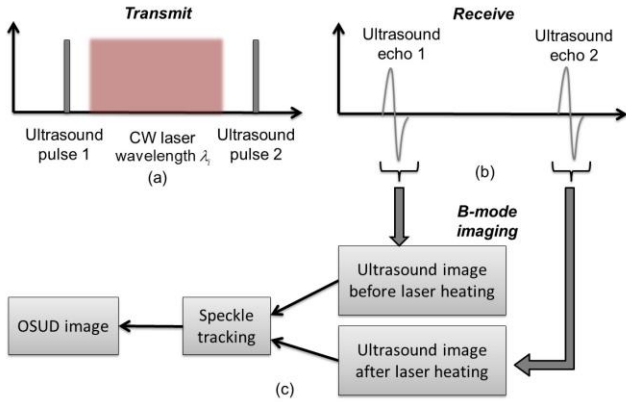 Transmit
Ultrasound
pulse 1
CW laser
wavelength λi
Ultrasound
pulse 2
(a)
Receive
Ultrasound
echo 1
Ultrasound
echo 2
(b)
B-mode
imaging
Ultrasound image
before laser heating
Ultrasound image
after laser heating
Speckle
tracking
OSUD image
(c)